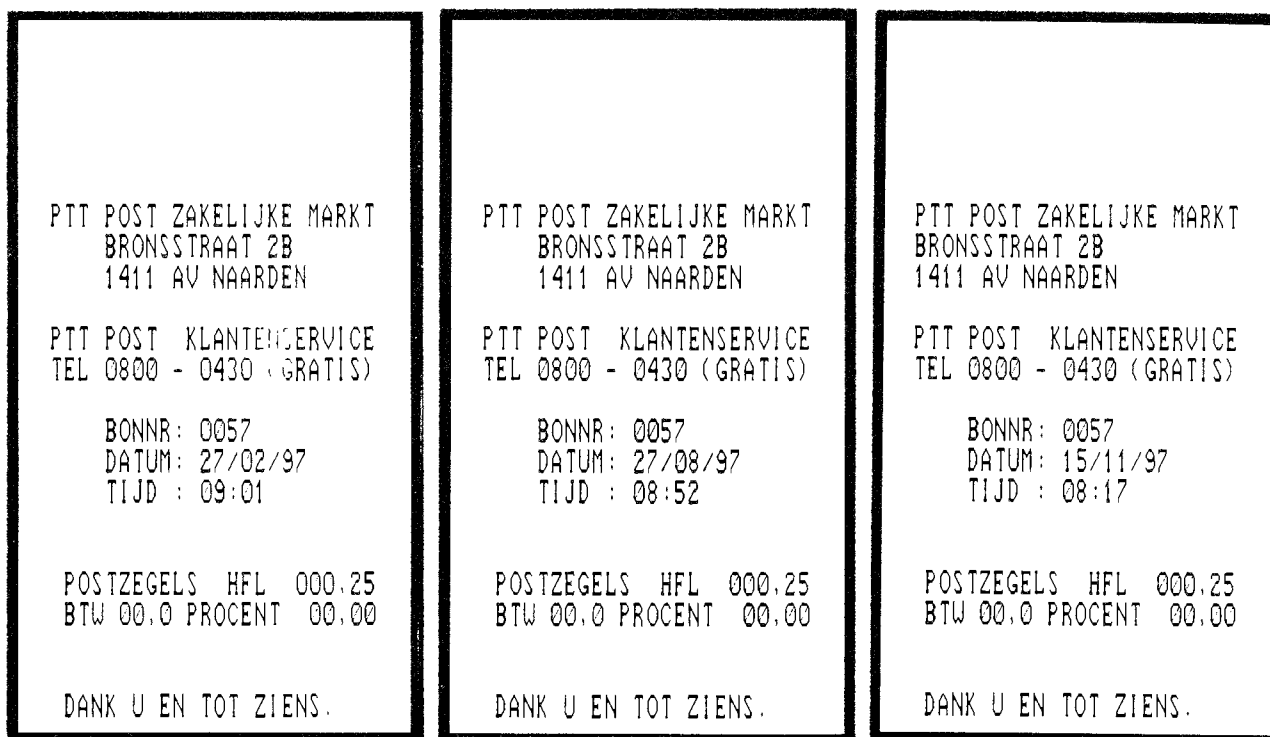 PTT POST ZAKELIJKE MARKT
BRONSSTRAAT 2B
1411 AV NAARDEN
PTT POST KLANTENSERVICE
TEL 0800 - 0430 (GRATIS)
BONNR: 0057
DATUM: 27/02/97
TIJD : 09:01
POSTZEGELS HFL 000,25
BTW 00,0 PROCENT 00,00
DANK U EN TOT ZIENS.
PTT POST ZAKELIJKE MARKT
BRONSSTRAAT 2B
1411 AV NAARDEN
PTT POST KLANTENSERVICE
TEL 0800 - 0430 (GRATIS)
BONNR: 0057
DATUM: 27/08/97
TIJD : 08:52
POSTZEGELS HFL 000,25
BTW 00,0 PROCENT 00,00
DANK U EN TOT ZIENS.
PTT POST ZAKELIJKE MARKT
BRONSSTRAAT 2B
1411 AV NAARDEN
PTT POST KLANTENSERVICE
TEL 0800 - 0430 (GRATIS)
BONNR: 0057
DATUM: 15/11/97
TIJD : 08:17
POSTZEGELS HFL 000,25
BTW 00,0 PROCENT 00,00
DANK U EN TOT ZIENS.